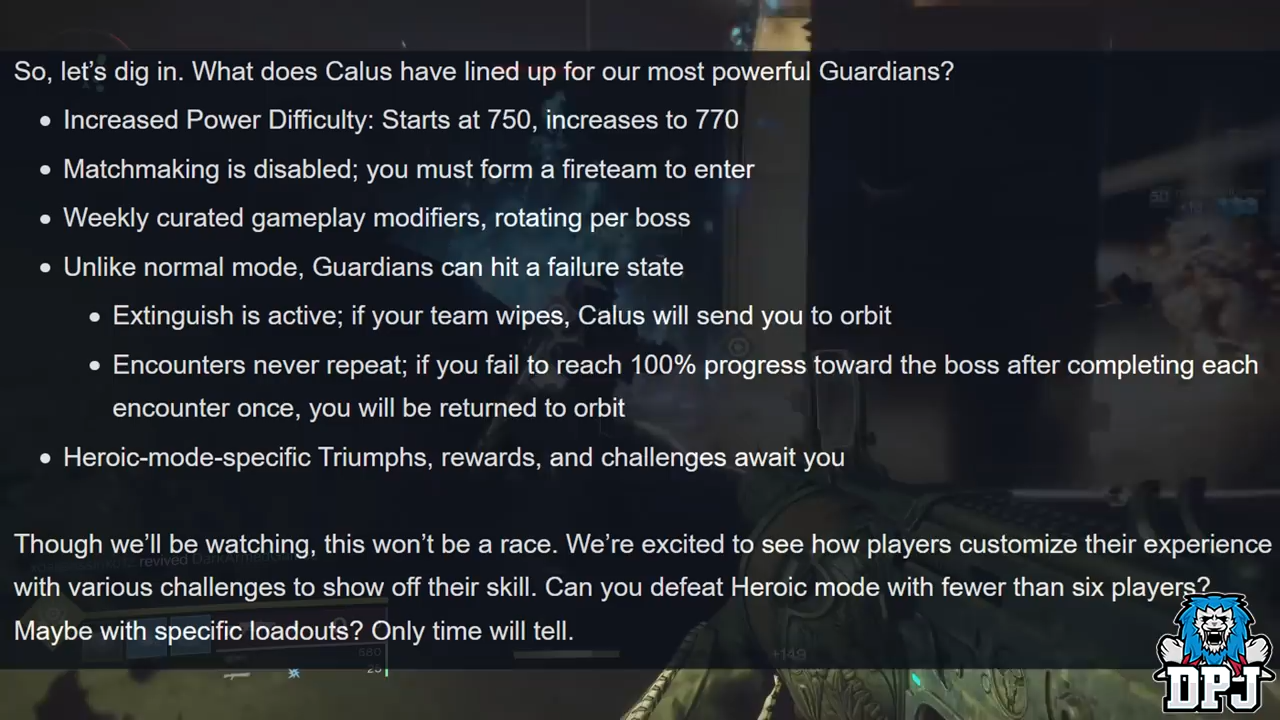 So, let's dig in. What does Calus have lined up for our most powerful Guardians?
• Increased Power Difficulty: Starts at 750, increases to 770
• Matchmaking is disabled; you must form a fireteam to enter
• Weekly curated gameplay modifiers, rotating per boss
• Unlike normal mode, Guardians can hit a failure state
• Extinguish is active; if your team wipes, Calus will send you to orbit
• Encounters never repeat; if you fail to reach 100% progress toward the boss after completing each
encounter once, you will be returned to orbit
• Heroic-mode-specific Triumphs, rewards, and challenges await you
Though we'll be watching, this won't be a race. We're excited to see how players customize their experience
revived
with various challenges to show off their skill. Can you defeat Heroic mode with fewer than six players?
Maybe with specific loadouts? Only time will tell.
+149
680
25
DPJ